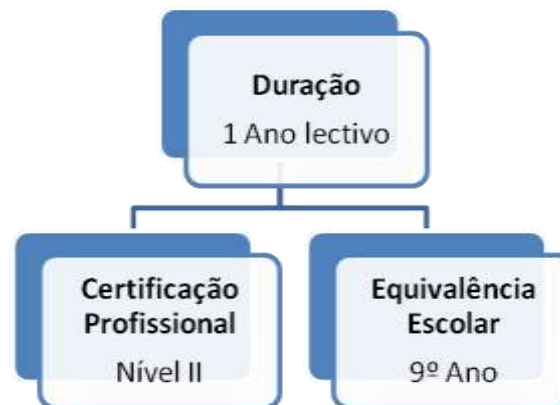 Duração
1 Ano lectivo
Certificação
Profissional
Nível II
Equivalência
Escolar
9º Ano